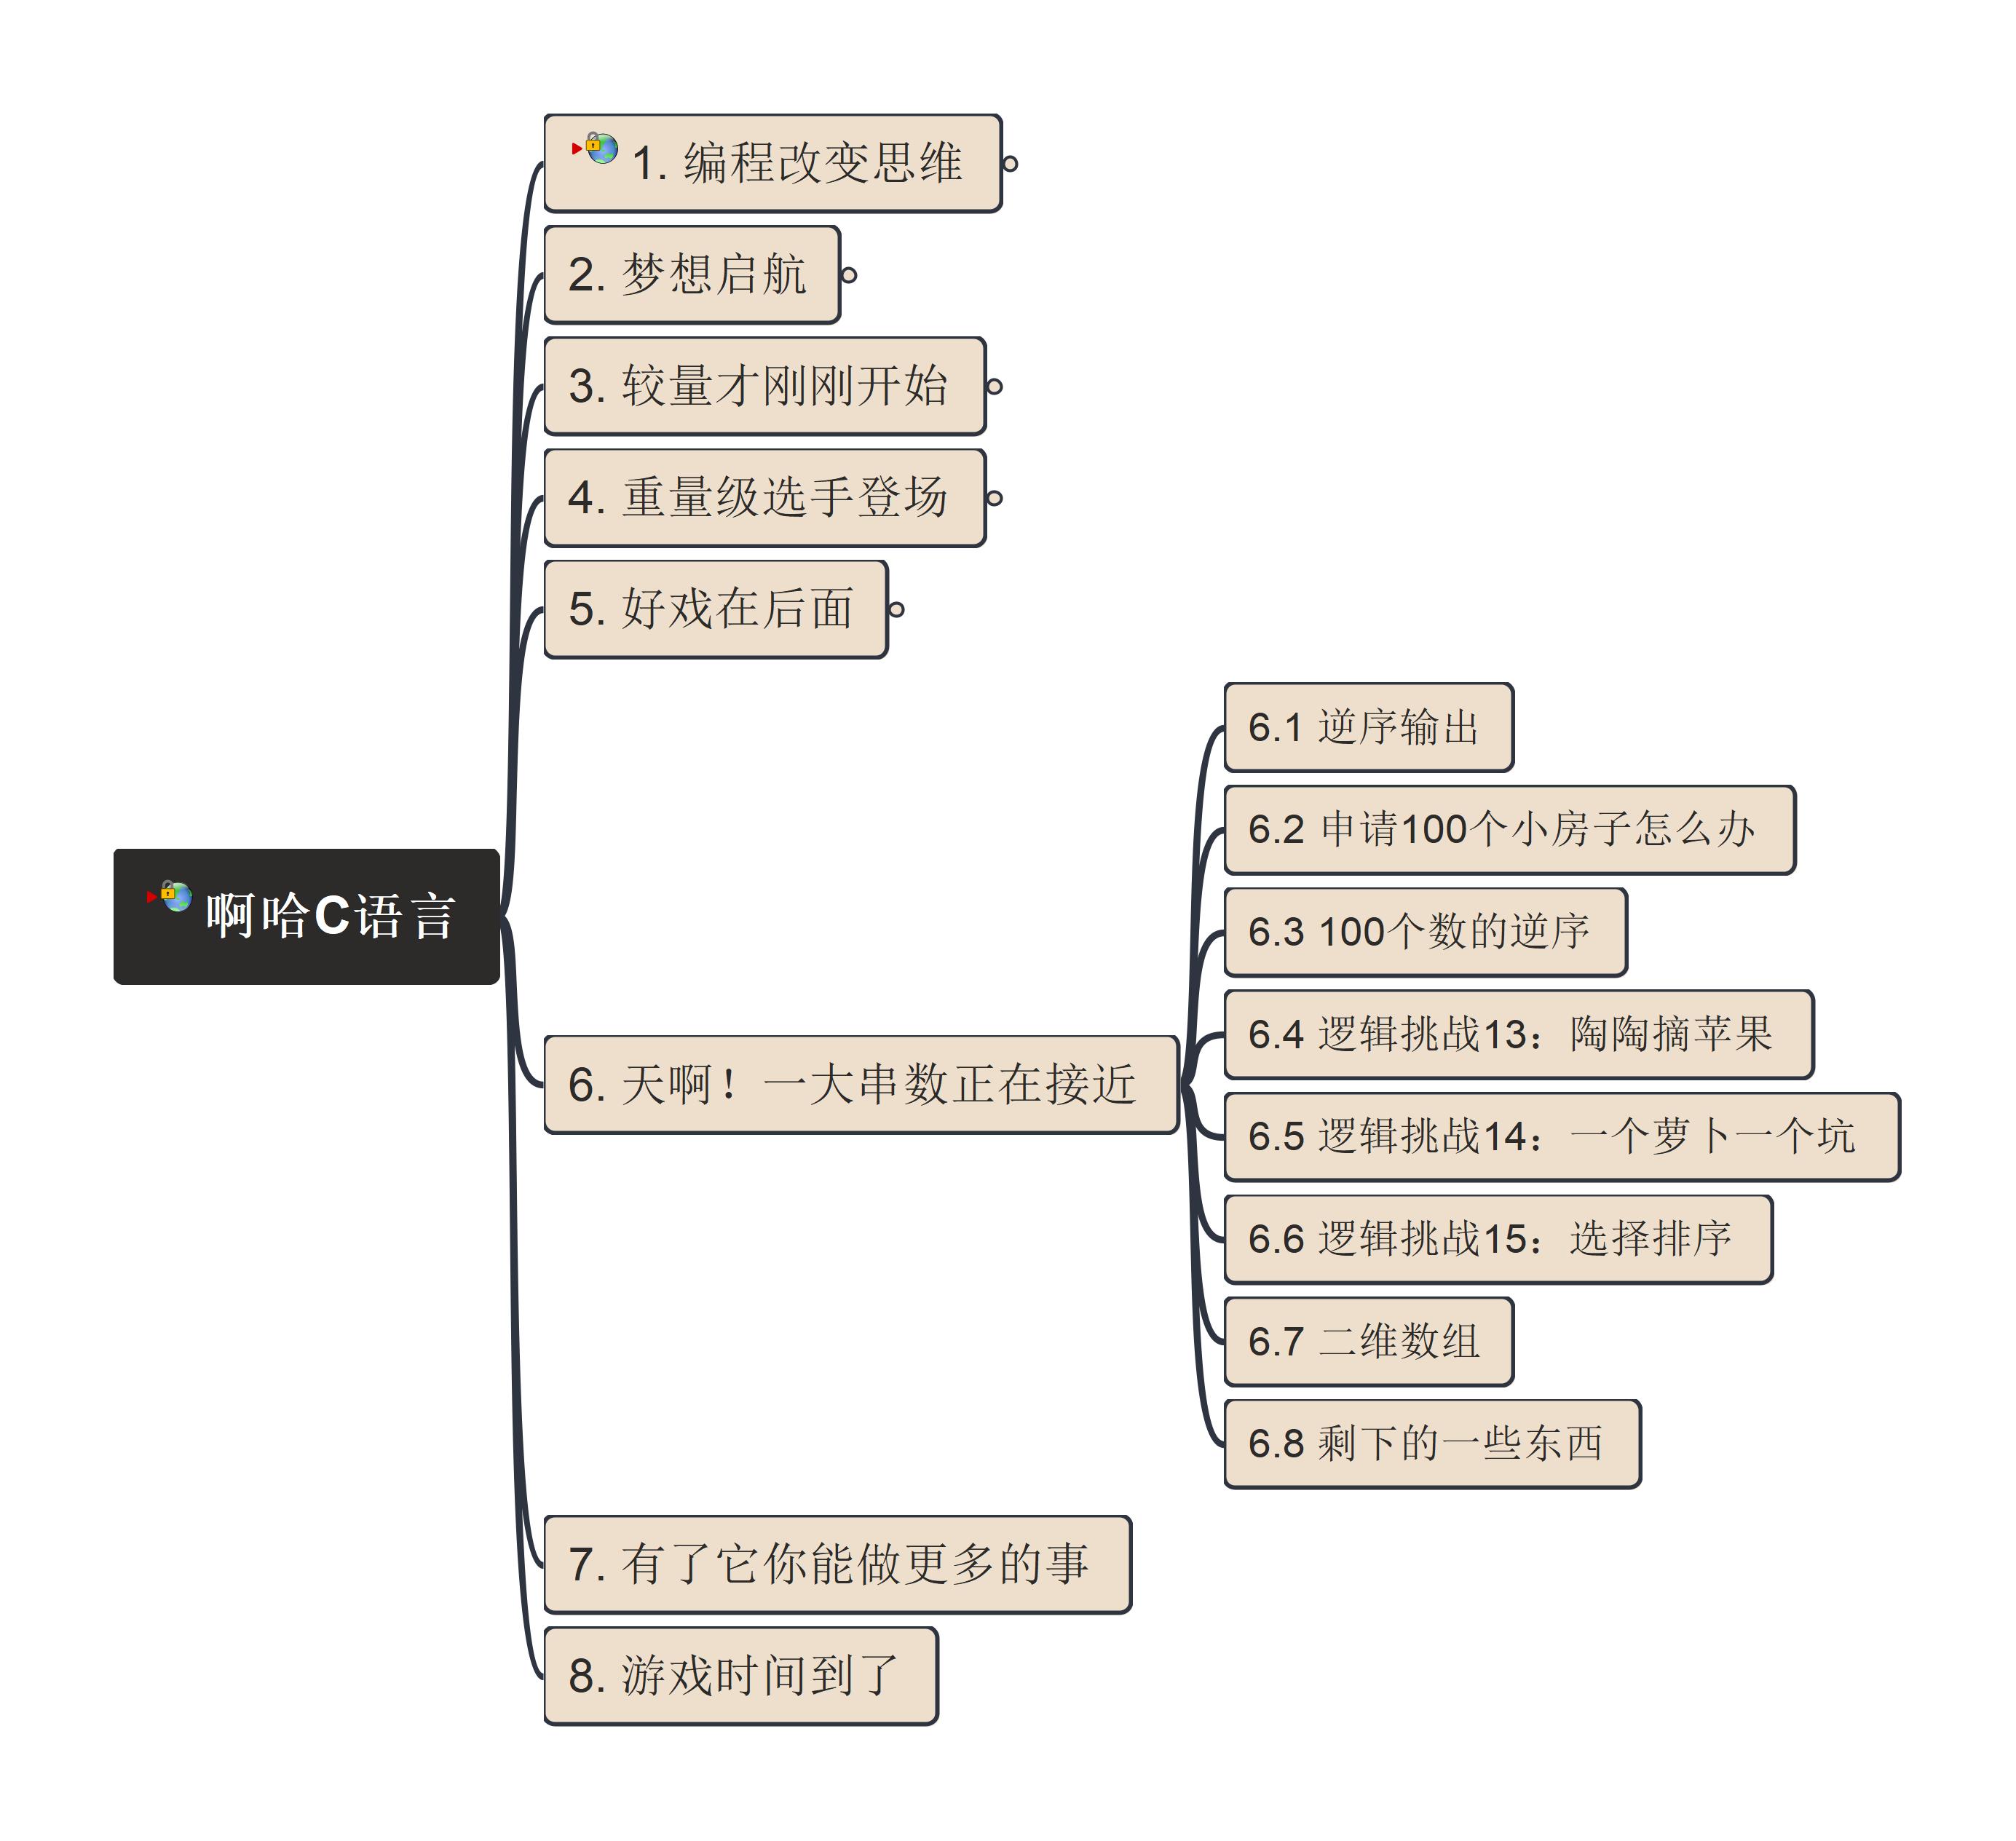 1. 编程改变思维
2. 梦想启航
3. 较量才刚刚开始
4. 重量级选手登场
5. 好戏在后面
啊哈C语言
6. 天啊！一大串数正在接近
6.1 逆序输出
6.2 申请100个小房子怎么办
6.3 100个数的逆序
6.4 逻辑挑战13：陶陶摘苹果
6.5 逻辑挑战14：一个萝卜一个坑
6.6 逻辑挑战15：选择排序
6.7 二维数组
6.8 剩下的一些东西
7. 有了它你能做更多的事
8. 游戏时间到了